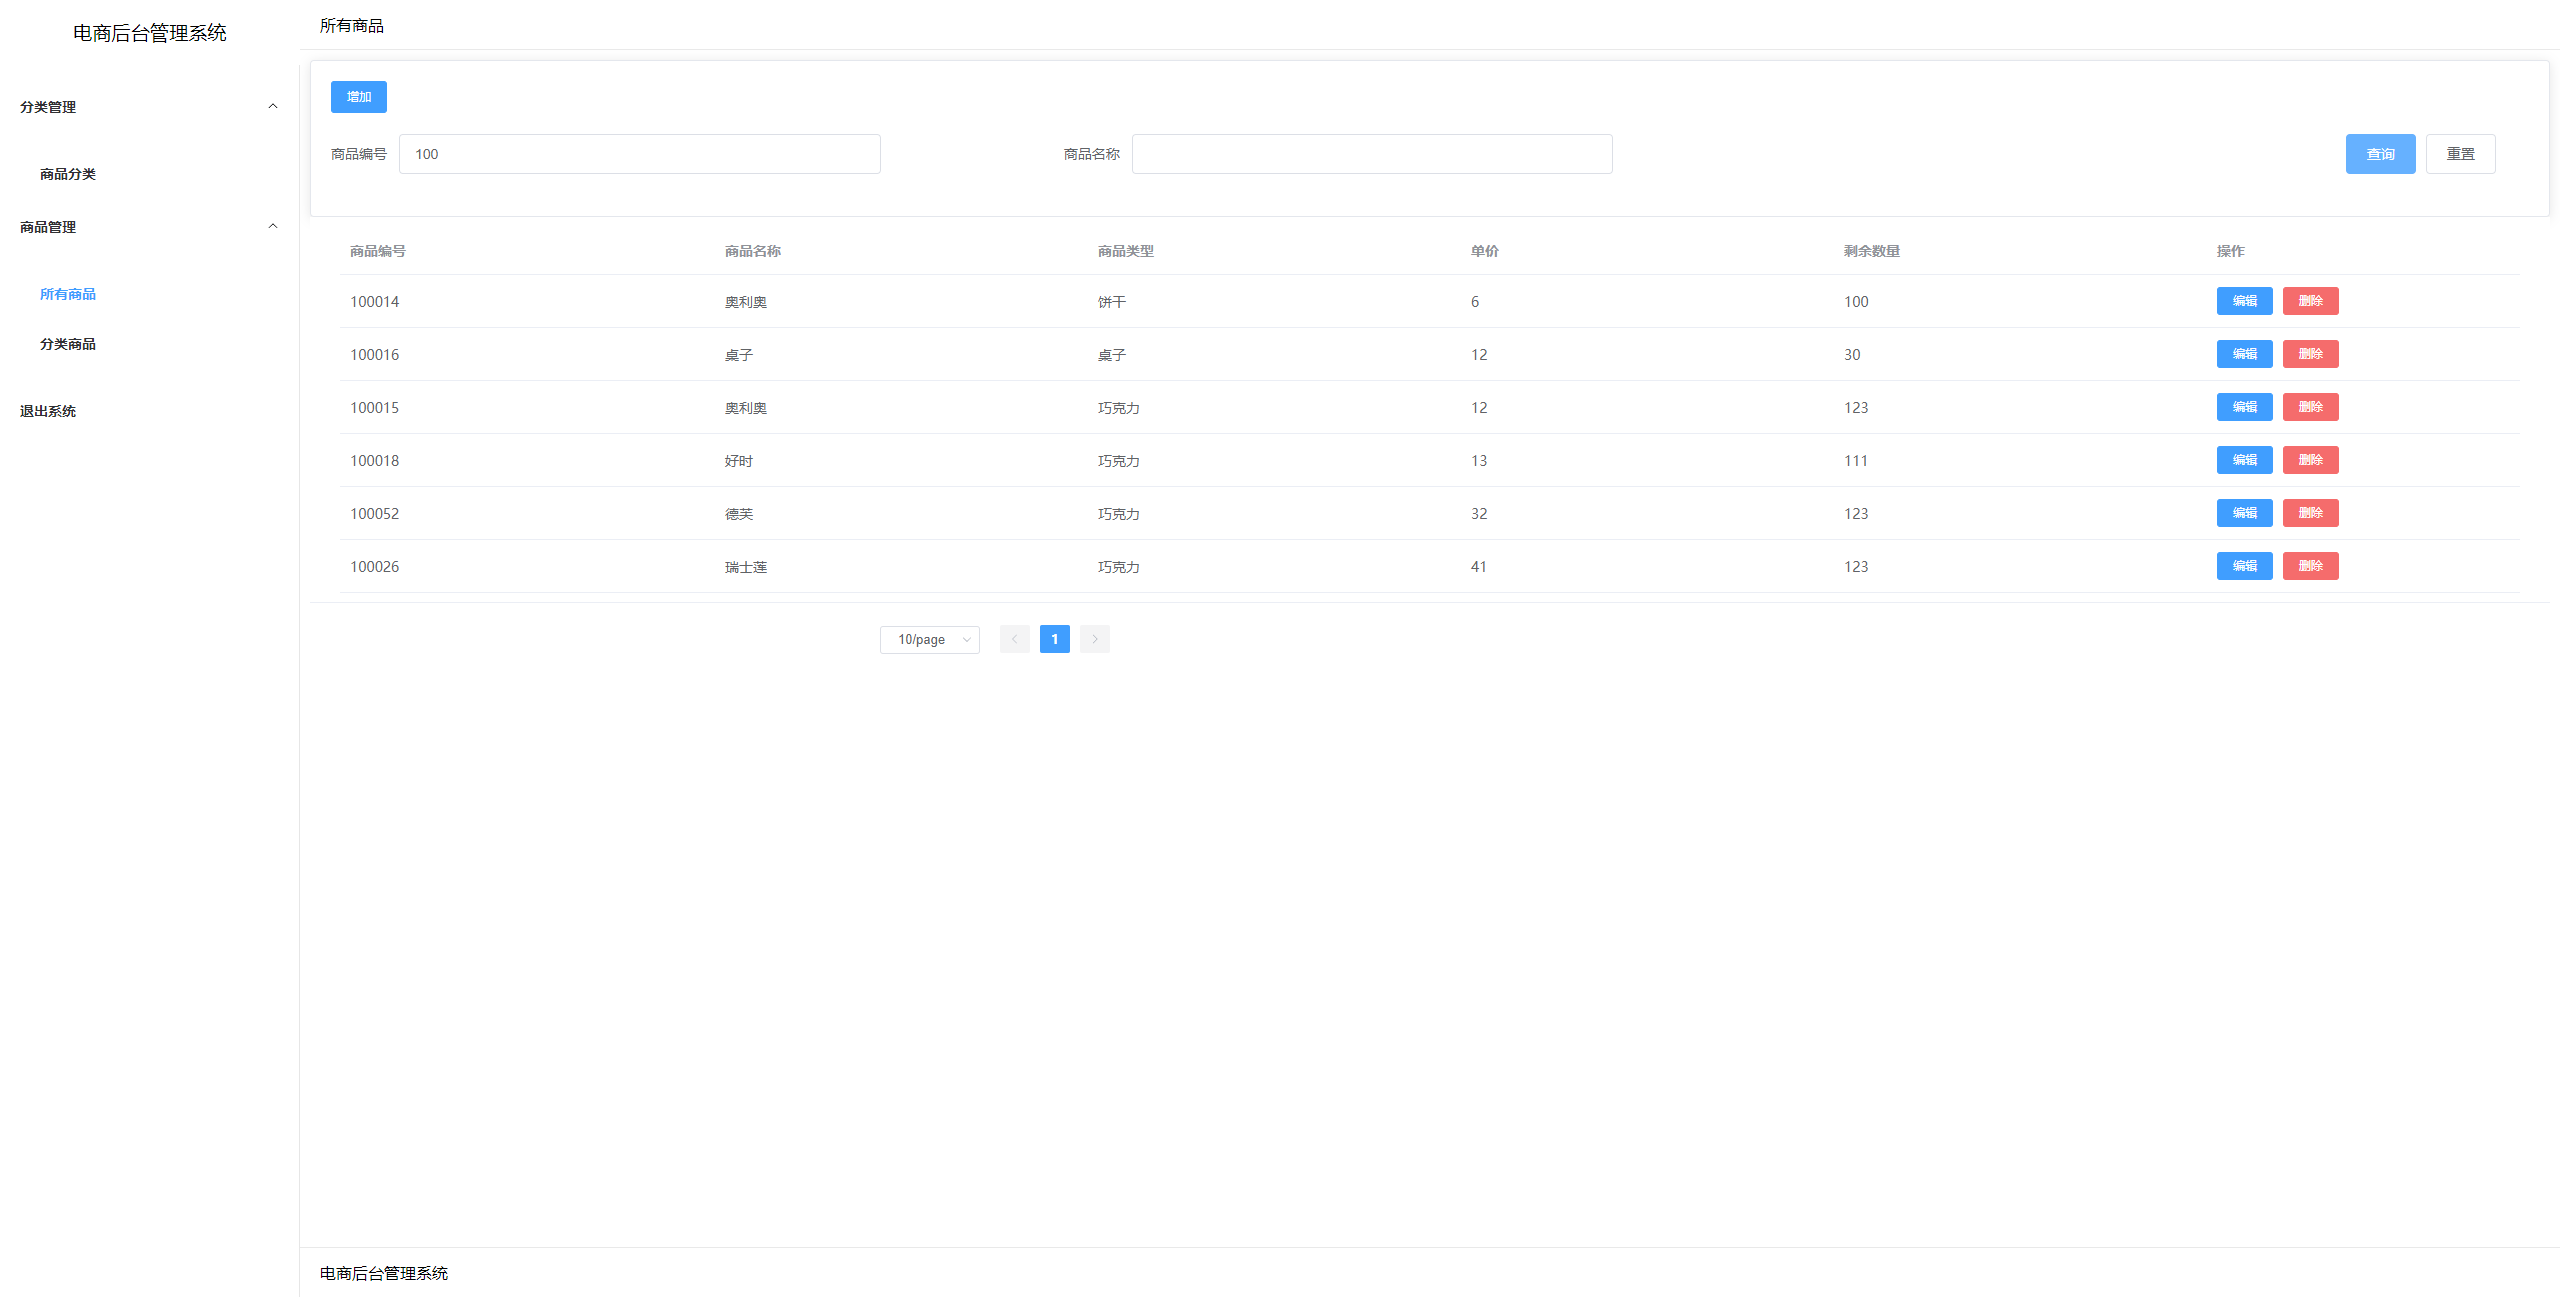 电商后台管理系统
分类管理
商品分类
商品管理
所有商品
分类商品
退出系统
所有商品
增加
商品编号 100 商品名称 查询 重置
商品编号 商品名称 商品类型 单价 剩余数量 操作
100014 奥利奥 饼干 6 100 编辑 删除
100016 桌子 桌子 12 30 编辑 删除
100015 奥利奥 巧克力 12 123 编辑 删除
100018 好时 巧克力 13 111 编辑 删除
100052 德芙 巧克力 32 123 编辑 删除
100026 瑞士莲 巧克力 41 123 编辑 删除
10/page 1
电商后台管理系统